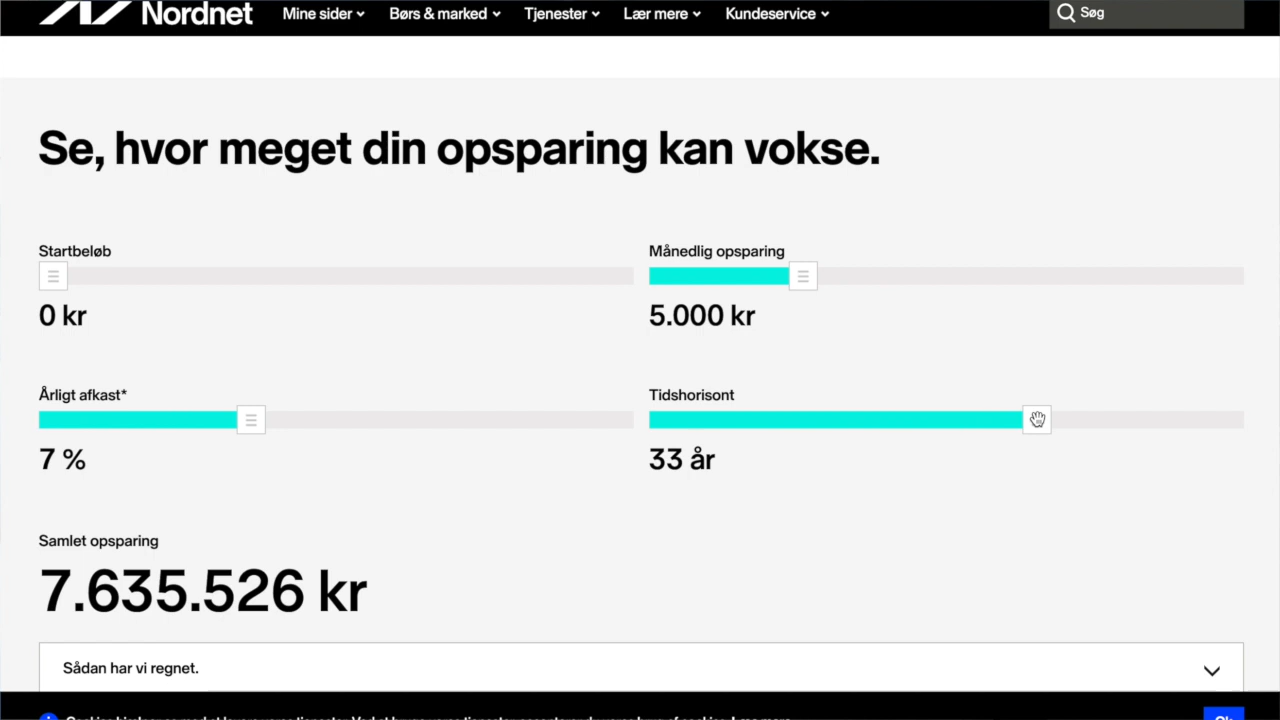 Nordnet Mine sider Børs & marked Tjenester Lær mere Kundeservice Søg
Se, hvor meget din opsparing kan vokse.
Startbeløb
0 kr
Månedlig opsparing
5.000 kr
Årligt afkast*
7 %
Tidshorisont
33 år
Samlet opsparing
7.635.526 kr
Sådan har vi regnet.